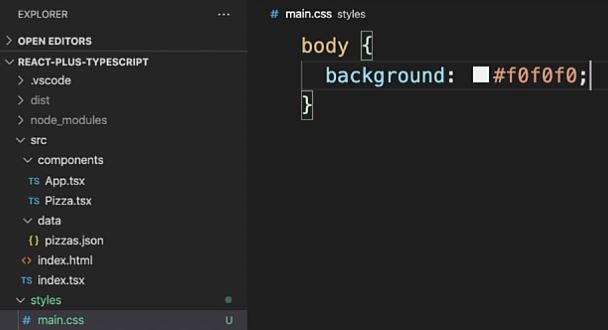 EXPLORER ...
OPEN EDITORS
REACT-PLUS-TYPESCRIPT
.vscode
dist
node_modules
src
components
TS App.tsx
TS Pizza.tsx
data
{ } pizzas.json
<> index.html
TS index.tsx
styles
# main.css U
# main.css styles
body {
background: #f0f0f0;
}